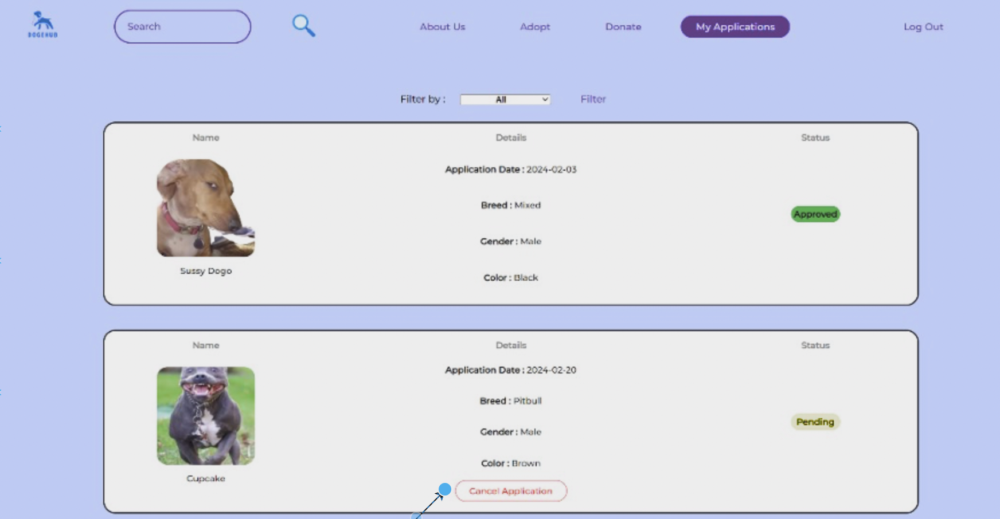 DOGEHUB
Search
About Us
Adopt
Donate
My Applications
Log Out
Filter by :
All
Filter
Name
Details
Status
Application Date : 2024-02-03
Breed : Mixed
Approved
Gender : Male
Sussy Dogo
Color : Black
Name
Details
Status
Application Date : 2024-02-20
Breed : Pitbull
Pending
Gender : Male
Color : Brown
Cupcake
Cancel Application